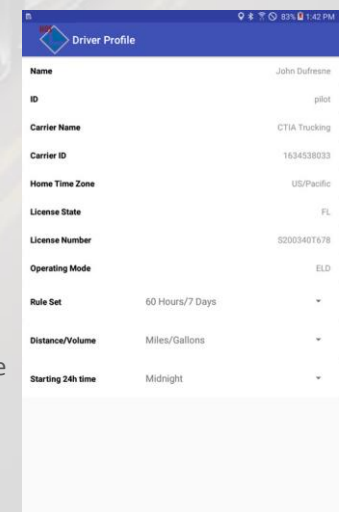 83% 1:42 PM
Driver Profile
Name John Dufresne
ID pilot
Carrier Name CTIA Trucking
Carrier ID 1634538033
Home Time Zone US/Pacific
License State FL
License Number S200340T678
Operating Mode ELD
Rule Set 60 Hours/7 Days
Distance/Volume Miles/Gallons
e
Starting 24h time Midnight